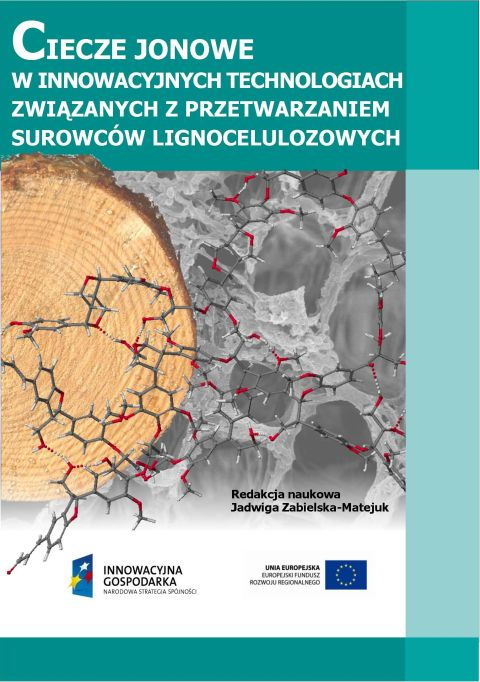 CIECZE JONOWE
W INNOWACYJNYCH TECHNOLOGIACH
ZWIĄZANYCH Z PRZETWARZANIEM
SUROWCÓW LIGNOCELULOZOWYCH
Redakcja naukowa
Jadwiga Zabielska-Matejuk
INNOWACYJNA
GOSPODARKA
NARODOWA STRATEGIA SPÓJNOŚCI
UNIA EUROPEJSKA
EUROPEJSKI FUNDUSZ
ROZWOJU REGIONALNEGO